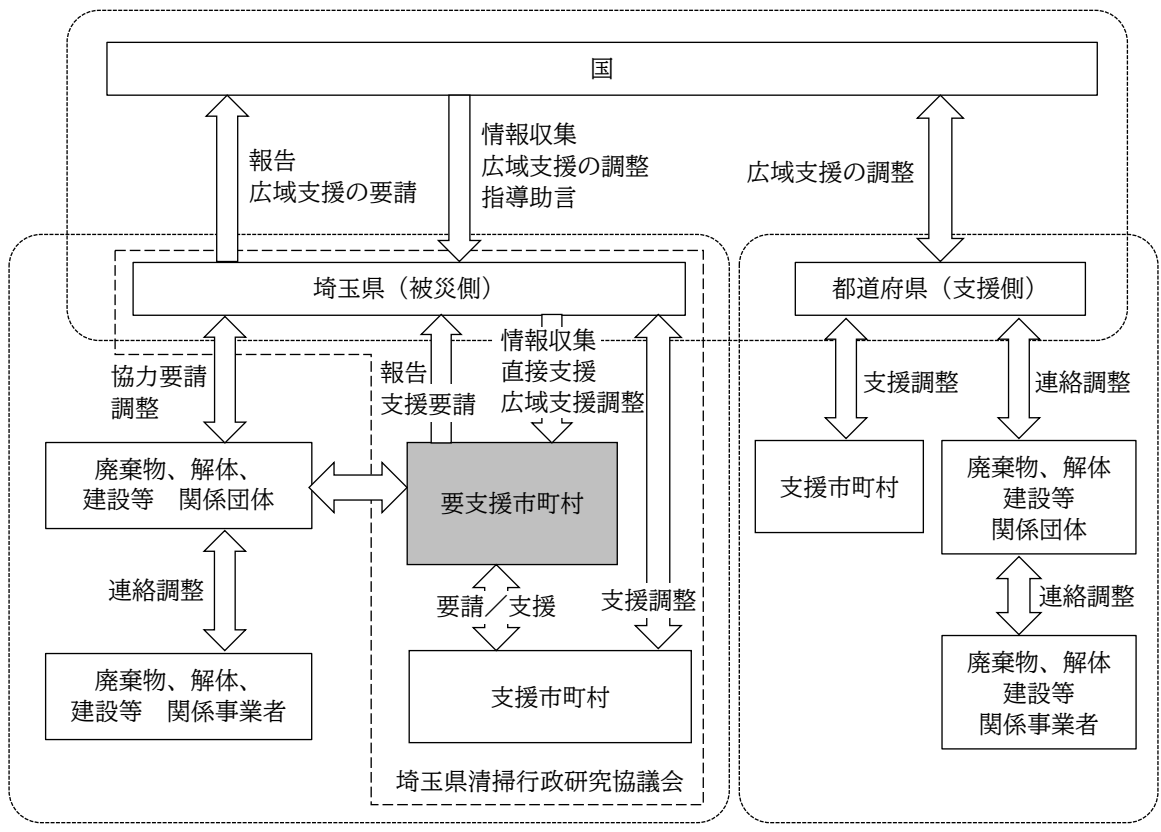 国
報告
広域支援の要請
情報収集
広域支援の調整
指導助言
広域支援の調整
埼玉県（被災側）
都道府県（支援側）
協力要請
調整
報告
支援要請
情報収集
直接支援
広域支援調整
支援調整
連絡調整
廃棄物、解体、
建設等　関係団体
要支援市町村
支援市町村
廃棄物、解体
建設等
関係団体
連絡調整
要請／支援
支援調整
連絡調整
廃棄物、解体、
建設等　関係事業者
支援市町村
廃棄物、解体
建設等
関係事業者
埼玉県清掃行政研究協議会